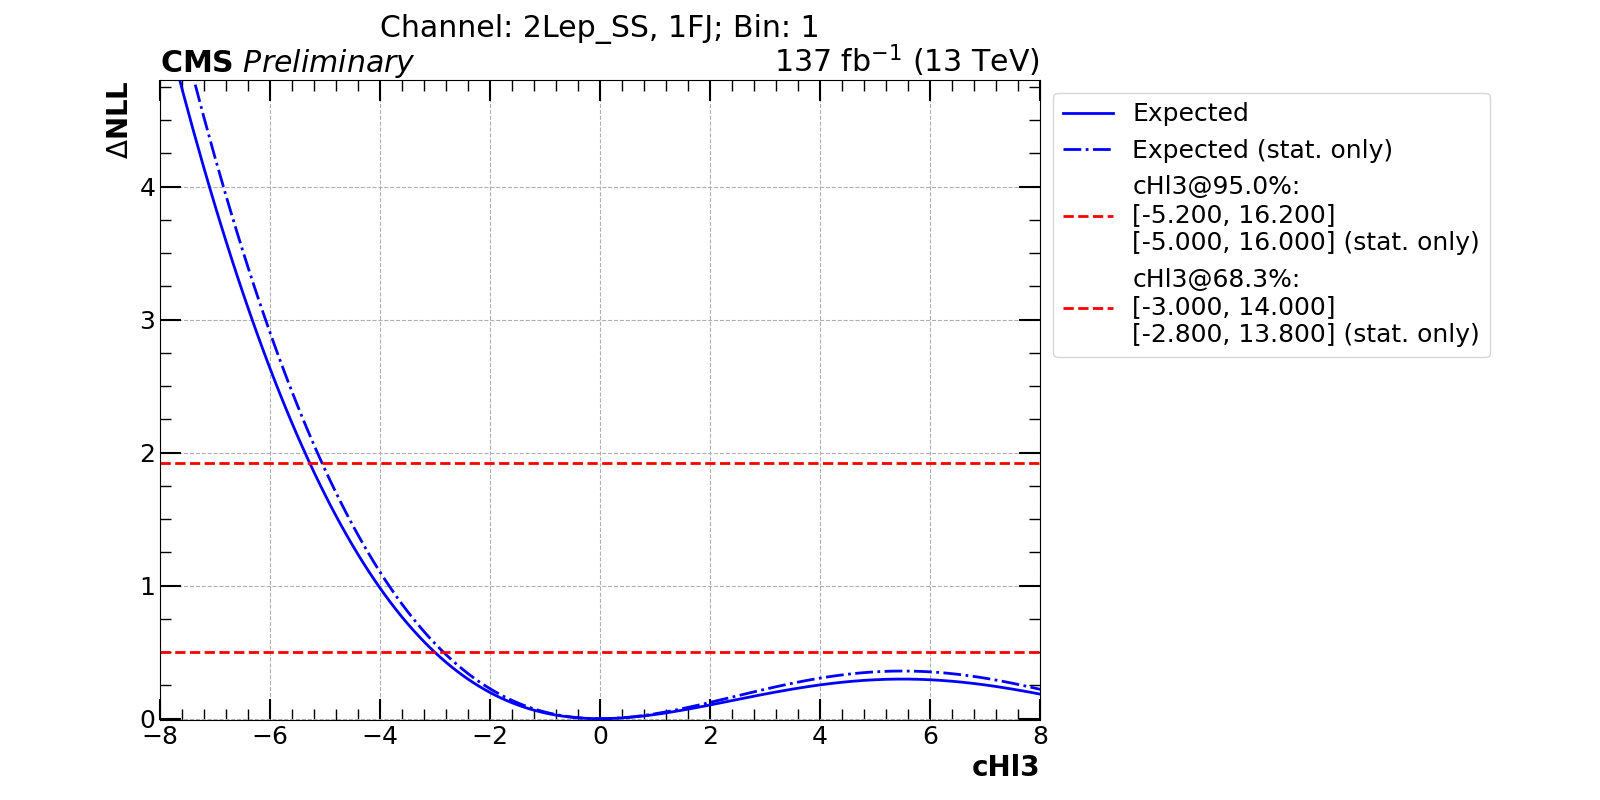 Channel: 2Lep_SS, 1FJ; Bin: 1
CMS Preliminary 137 fb⁻¹ (13 TeV)
ΔNLL
4
3
2
1
0
−8 −6 −4 −2 0 2 4 6 8
cHl3
Expected
Expected (stat. only)
cHl3@95.0%:
[-5.200, 16.200]
[-5.000, 16.000] (stat. only)
cHl3@68.3%:
[-3.000, 14.000]
[-2.800, 13.800] (stat. only)